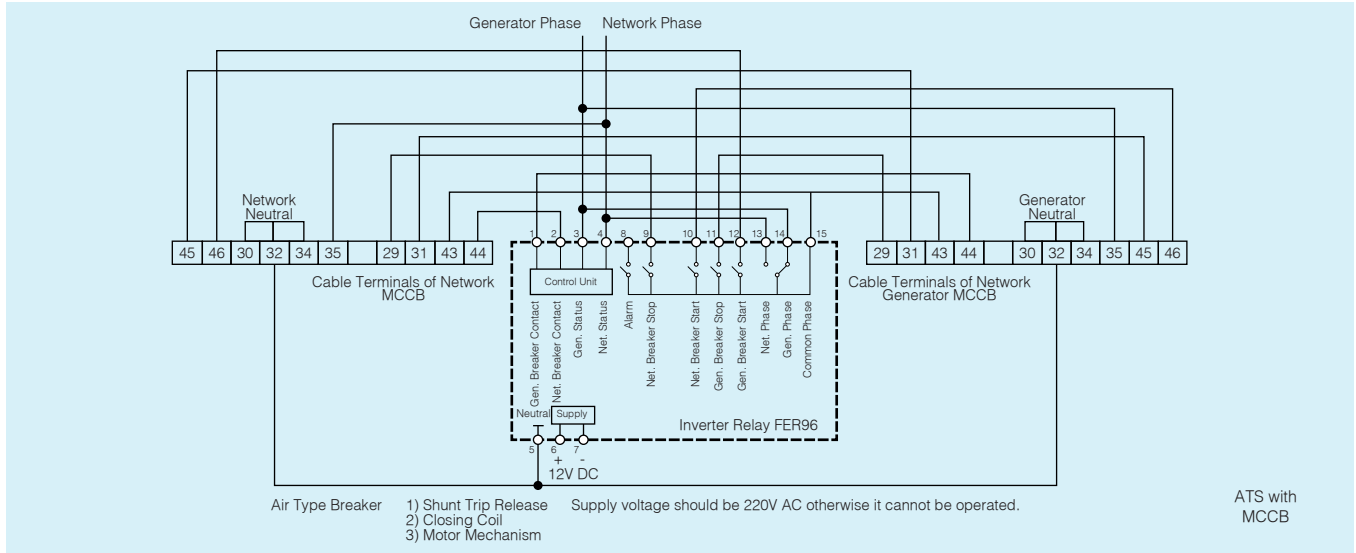 Generator Phase Network Phase
Network
Neutral
Generator
Neutral
45 46 30 32 34 35 29 31 43 44
1 2 3 4 8 9 10 11 12 13 14 15
29 31 43 44 30 32 34 35 45 46
Cable Terminals of Network
MCCB
Control Unit
Cable Terminals of Network
Generator MCCB
Gen. Breaker Contact
Net. Breaker Contact
Gen. Status
Net. Status
Alarm
Net. Breaker Stop
Net. Breaker Start
Gen. Breaker Stop
Gen. Breaker Start
Net. Phase
Gen. Phase
Common Phase
Neutral
Supply
Inverter Relay FER96
5 6 7
+ -
12V DC
Air Type Breaker 1) Shunt Trip Release Supply voltage should be 220V AC otherwise it cannot be operated.
2) Closing Coil
3) Motor Mechanism
ATS with
MCCB